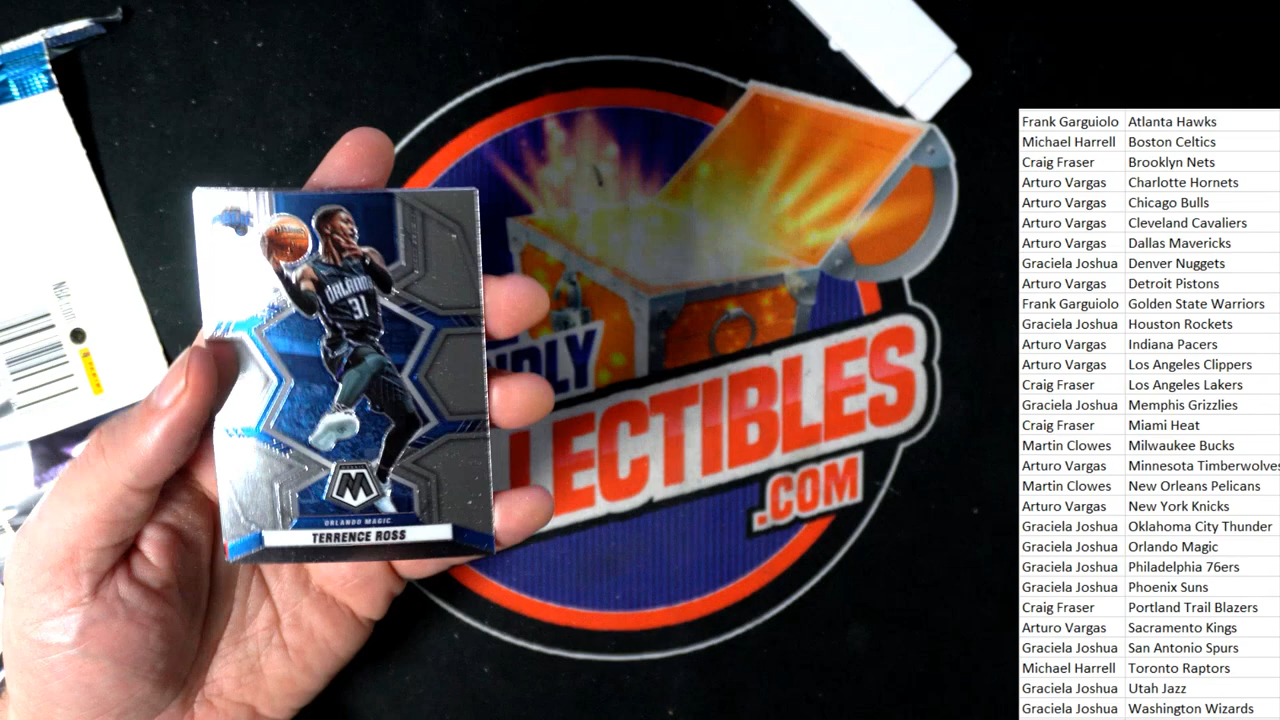 NBA.COM
PANINI
ORLANDO
31
MOSAIC
M
ORLANDO MAGIC
TERRENCE ROSS
DLY
LECTIBLES
.COM
Frank Garguiolo Atlanta Hawks
Michael Harrell Boston Celtics
Craig Fraser Brooklyn Nets
Arturo Vargas Charlotte Hornets
Arturo Vargas Chicago Bulls
Arturo Vargas Cleveland Cavaliers
Arturo Vargas Dallas Mavericks
Graciela Joshua Denver Nuggets
Arturo Vargas Detroit Pistons
Frank Garguiolo Golden State Warriors
Graciela Joshua Houston Rockets
Arturo Vargas Indiana Pacers
Arturo Vargas Los Angeles Clippers
Craig Fraser Los Angeles Lakers
Graciela Joshua Memphis Grizzlies
Craig Fraser Miami Heat
Martin Clowes Milwaukee Bucks
Arturo Vargas Minnesota Timberwolves
Martin Clowes New Orleans Pelicans
Arturo Vargas New York Knicks
Graciela Joshua Oklahoma City Thunder
Graciela Joshua Orlando Magic
Graciela Joshua Philadelphia 76ers
Graciela Joshua Phoenix Suns
Craig Fraser Portland Trail Blazers
Arturo Vargas Sacramento Kings
Graciela Joshua San Antonio Spurs
Michael Harrell Toronto Raptors
Graciela Joshua Utah Jazz
Graciela Joshua Washington Wizards